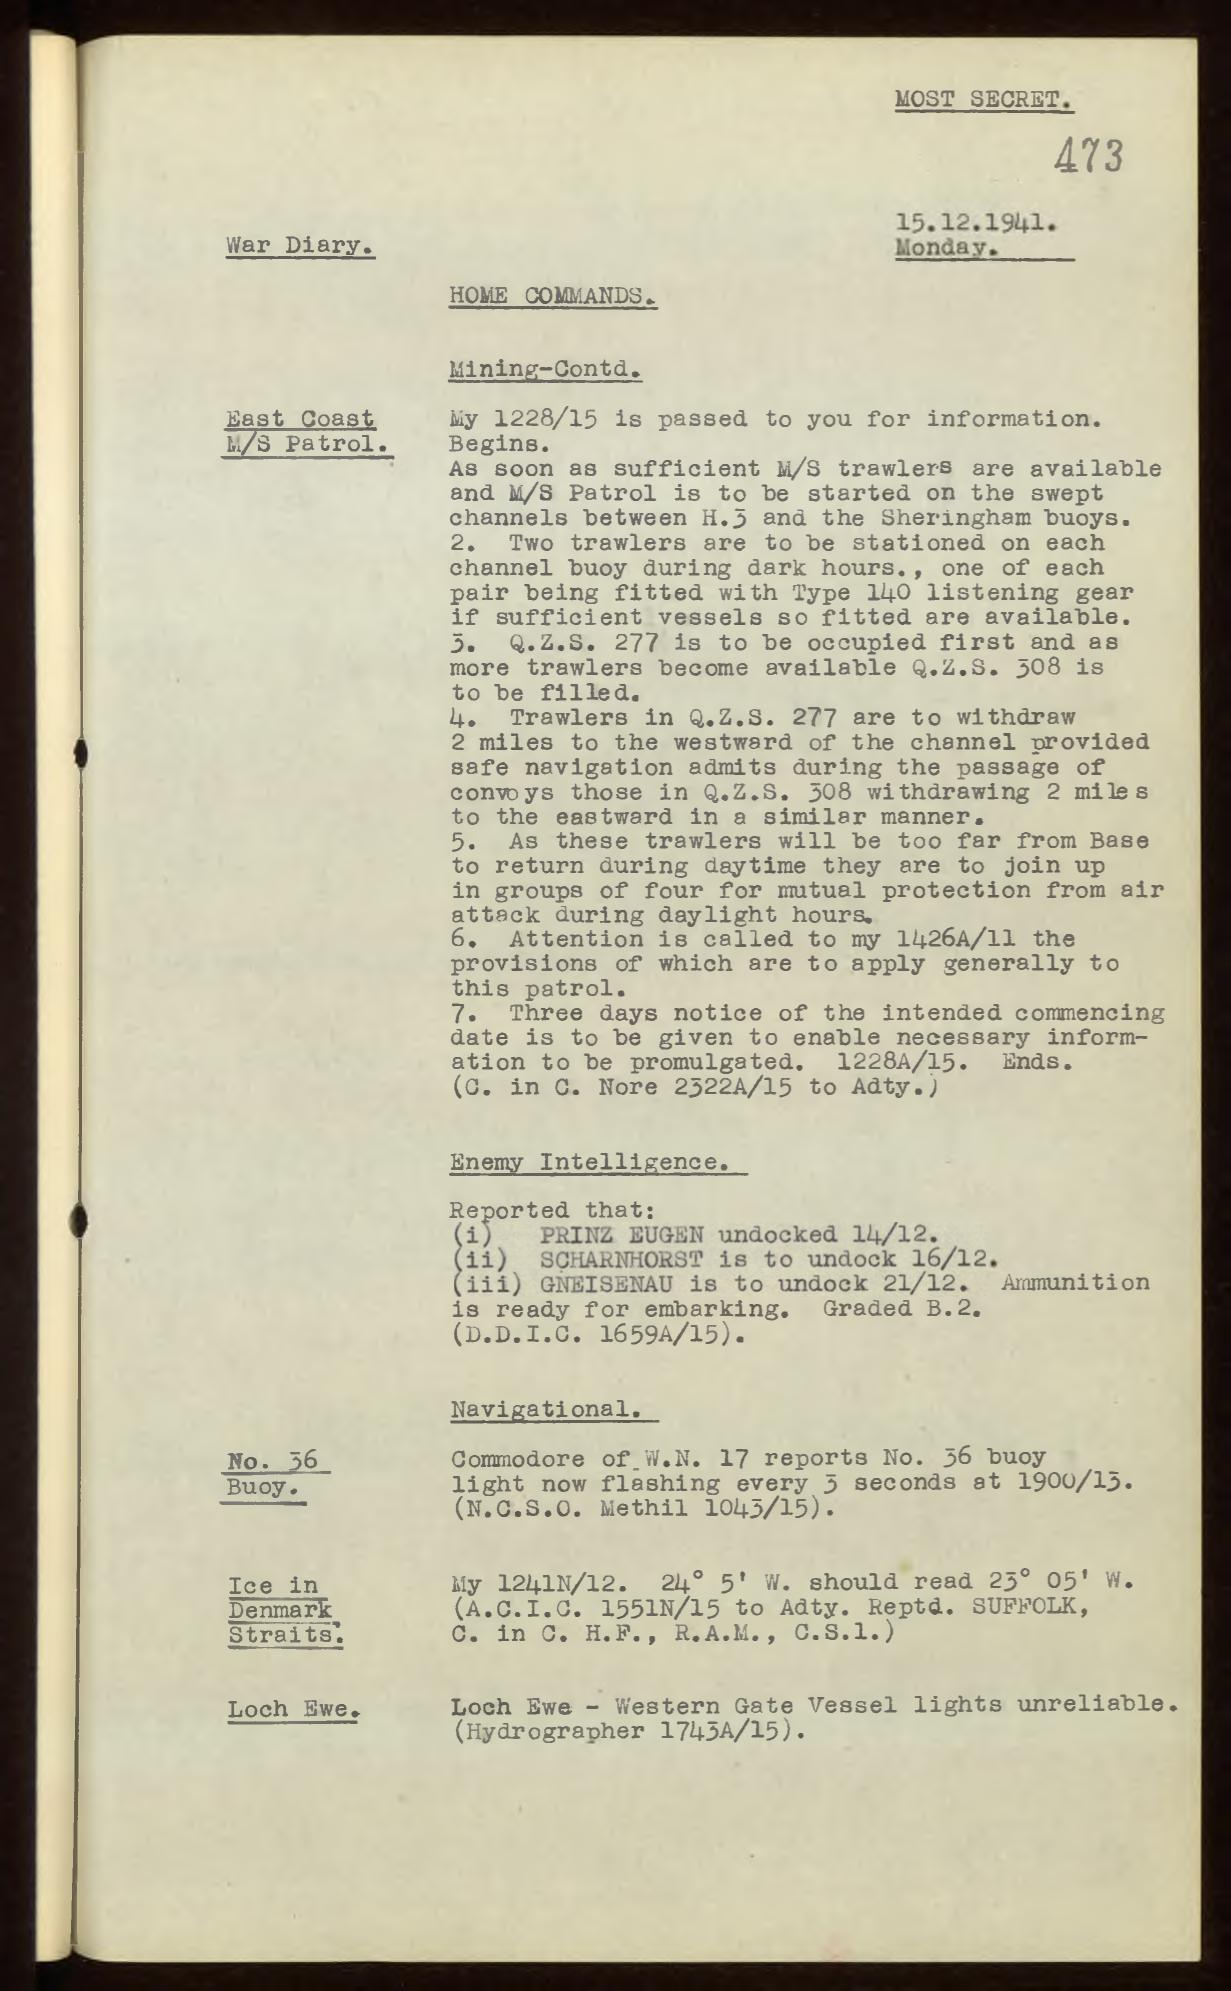 MOST SECRET.
473
15.12.1941.
War Diary.
Monday.
HOME COMMANDS.
Mining-Contd.
East Coast
M/S Patrol.
My 1228/15 is passed to you for information.
Begins.
As soon as sufficient M/S trawlers are available
and M/S Patrol is to be started on the swept
channels between H.3 and the Sheringham buoys.
2. Two trawlers are to be stationed on each
channel buoy during dark hours., one of each
pair being fitted with Type 140 listening gear
if sufficient vessels so fitted are available.
3. Q.Z.S. 277 is to be occupied first and as
more trawlers become available Q.Z.S. 308 is
to be filled.
4. Trawlers in Q.Z.S. 277 are to withdraw
2 miles to the westward of the channel provided
safe navigation admits during the passage of
convoys those in Q.Z.S. 308 withdrawing 2 miles
to the eastward in a similar manner.
5. As these trawlers will be too far from Base
to return during daytime they are to join up
in groups of four for mutual protection from air
attack during daylight hours.
6. Attention is called to my 1426A/11 the
provisions of which are to apply generally to
this patrol.
7. Three days notice of the intended commencing
date is to be given to enable necessary inform-
ation to be promulgated. 1228A/15. Ends.
(C. in C. Nore 2322A/15 to Adty.)
Enemy Intelligence.
Reported that:
(i) PRINZ EUGEN undocked 14/12.
(ii) SCHARNHORST is to undock 16/12.
(iii) GNEISENAU is to undock 21/12. Ammunition
is ready for embarking. Graded B.2.
(D.D.I.C. 1659A/15).
Navigational.
No. 36
Buoy.
Commodore of W.N. 17 reports No. 36 buoy
light now flashing every 3 seconds at 1900/13.
(N.C.S.O. Methil 1043/15).
Ice in
Denmark
Straits.
My 1241N/12. 24° 5' W. should read 23° 05' W.
(A.C.I.C. 1551N/15 to Adty. Reptd. SUFFOLK,
C. in C. H.F., R.A.M., C.S.1.)
Loch Ewe.
Loch Ewe - Western Gate Vessel lights unreliable.
(Hydrographer 1743A/15).